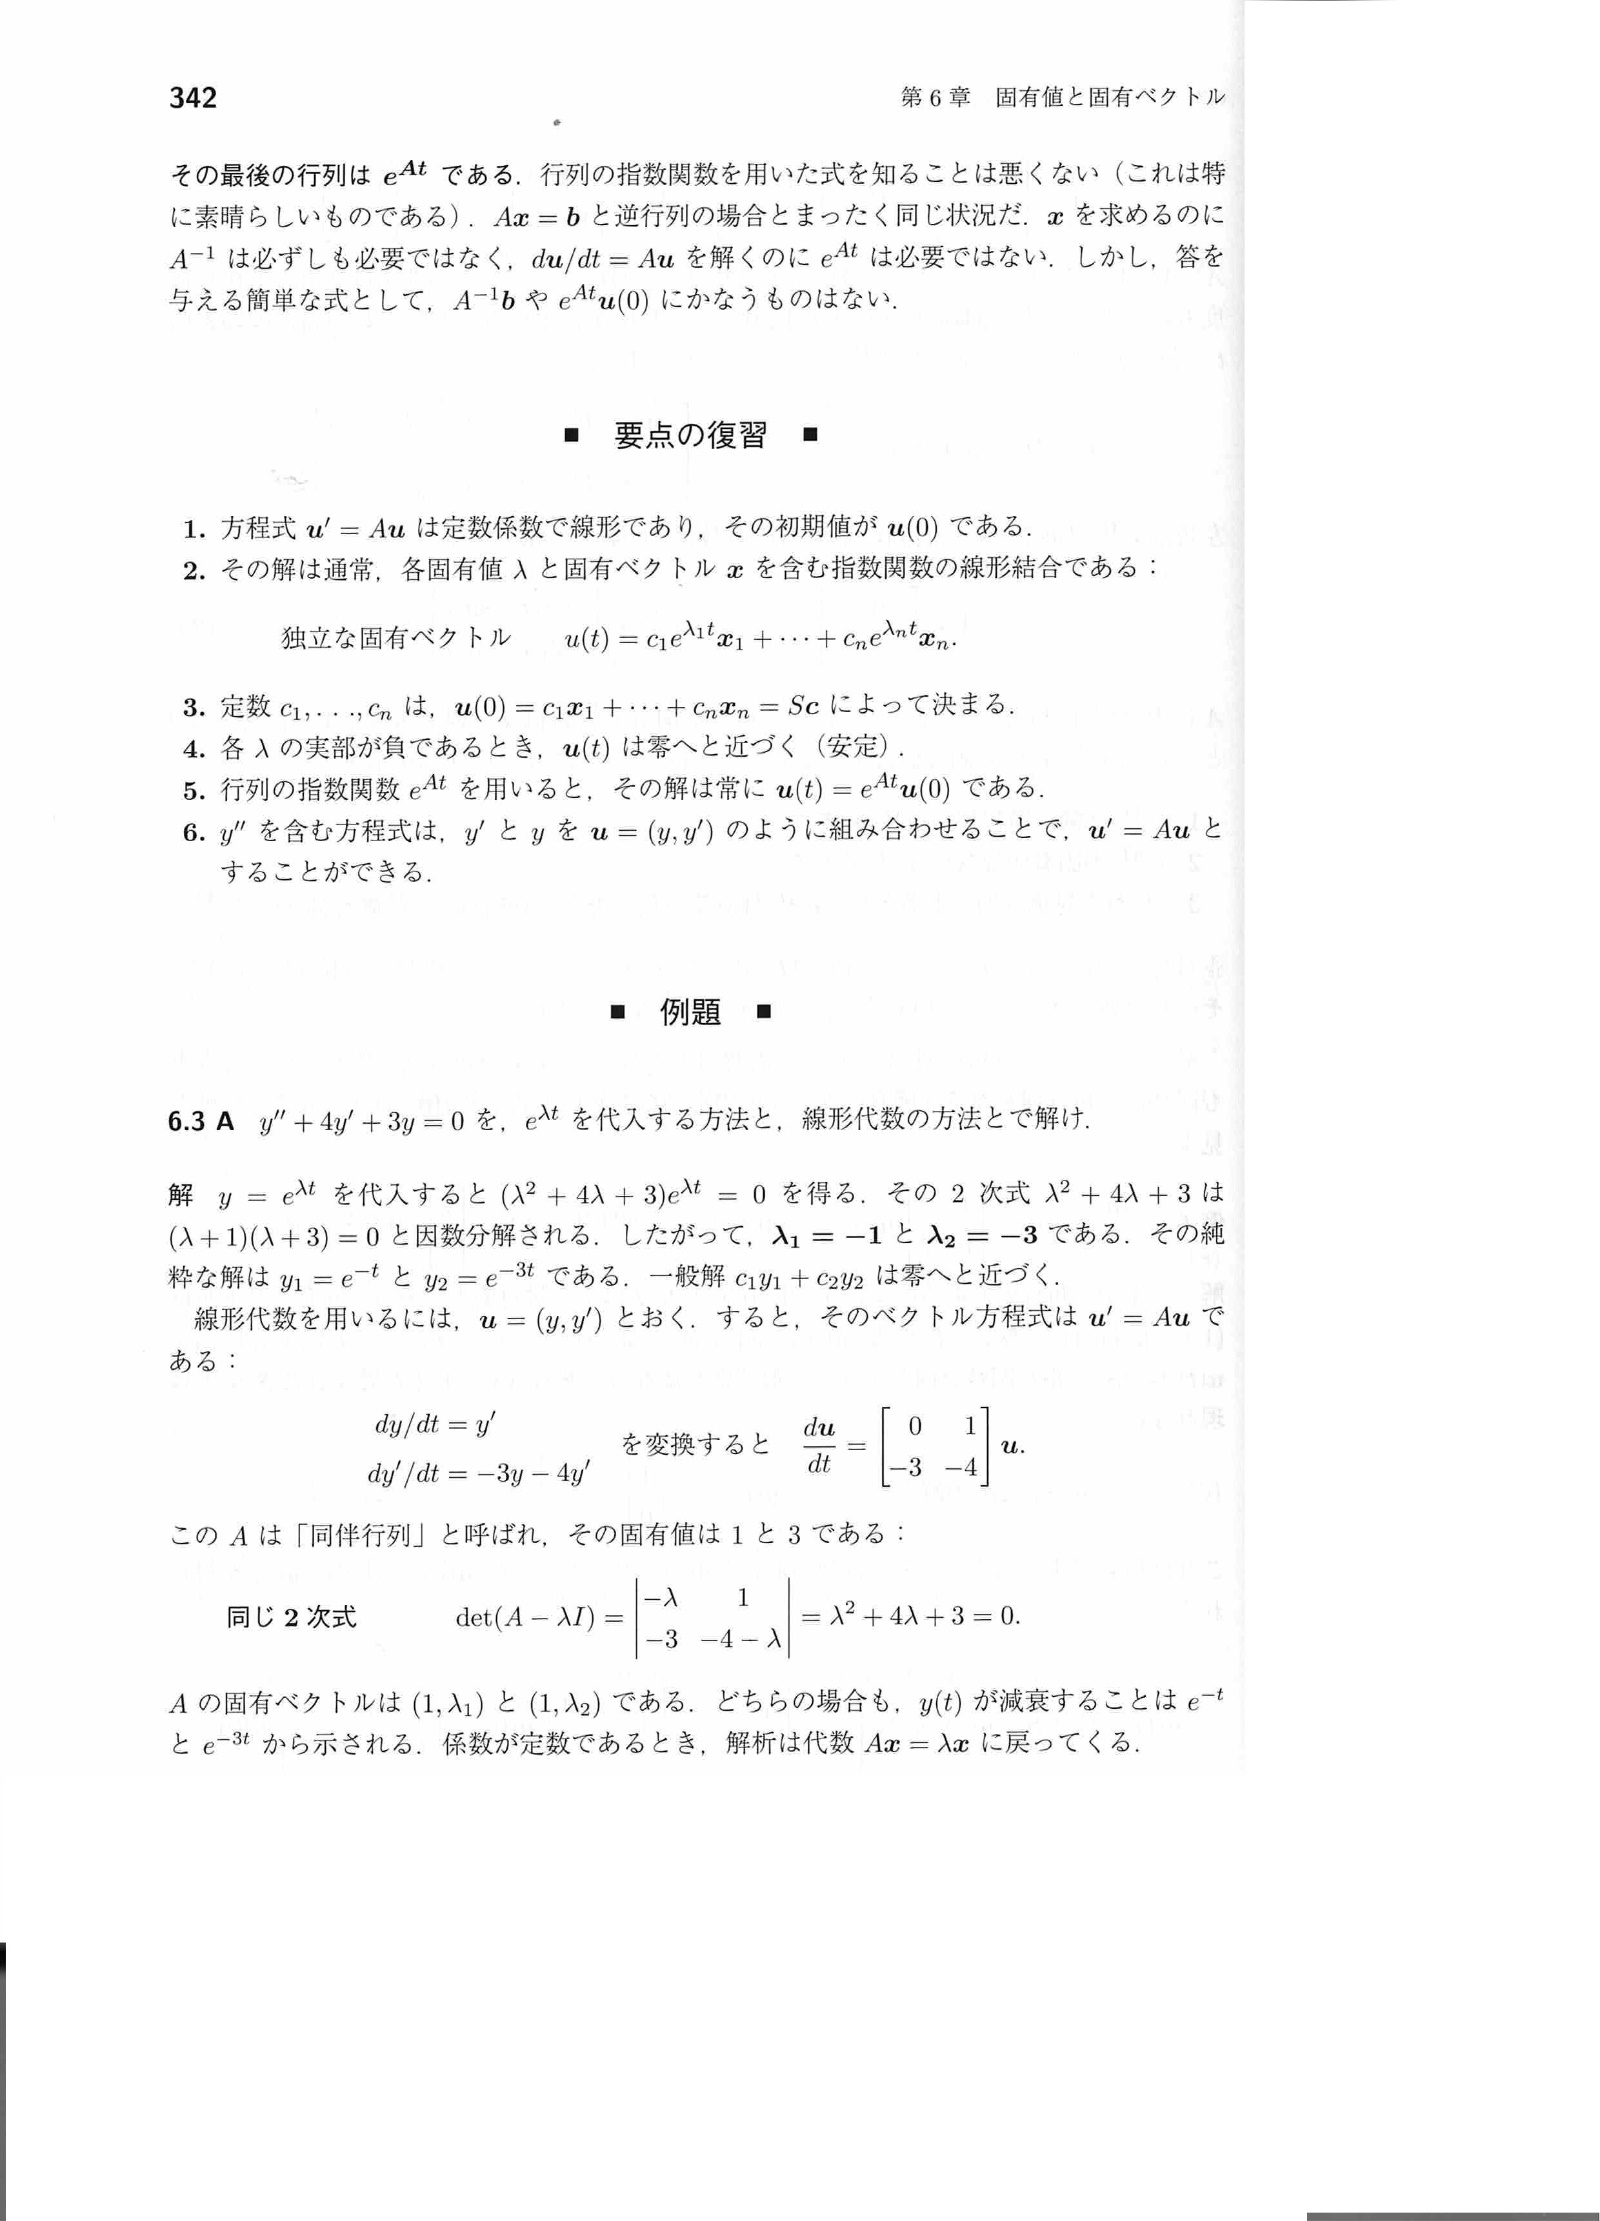 342
第 6 章　固有値と固有ベクトル
その最後の行列は e^{At} である．行列の指数関数を用いた式を知ることは悪くない（これは特
に素晴らしいものである）．Ax = b と逆行列の場合とまったく同じ状況だ．x を求めるのに
A^{-1} は必ずしも必要ではなく，du/dt = Au を解くのに e^{At} は必要ではない．しかし，答を
与える簡単な式として，A^{-1}b や e^{At}u(0) にかなうものはない．
■　要点の復習　■
1. 方程式 u′ = Au は定数係数で線形であり，その初期値が u(0) である．
2. その解は通常，各固有値 λ と固有ベクトル x を含む指数関数の線形結合である：
独立な固有ベクトル　　u(t) = c_1e^{λ_1t}x_1 + ··· + c_ne^{λ_nt}x_n.
3. 定数 c_1, . . ., c_n は，u(0) = c_1x_1 + ··· + c_nx_n = Sc によって決まる．
4. 各 λ の実部が負であるとき，u(t) は零へと近づく（安定）．
5. 行列の指数関数 e^{At} を用いると，その解は常に u(t) = e^{At}u(0) である．
6. y″ を含む方程式は，y′ と y を u = (y, y′) のように組み合わせることで，u′ = Au と
することができる．
■　例題　■
6.3 A　y″ + 4y′ + 3y = 0 を，e^{λt} を代入する方法と，線形代数の方法とで解け．
解　y = e^{λt} を代入すると (λ^2 + 4λ + 3)e^{λt} = 0 を得る．その 2 次式 λ^2 + 4λ + 3 は
(λ + 1)(λ + 3) = 0 と因数分解される．したがって，λ_1 = −1 と λ_2 = −3 である．その純
粋な解は y_1 = e^{−t} と y_2 = e^{−3t} である．一般解 c_1y_1 + c_2y_2 は零へと近づく．
線形代数を用いるには，u = (y, y′) とおく．すると，そのベクトル方程式は u′ = Au で
ある：
dy/dt = y′
dy′/dt = −3y − 4y′
を変換すると　du/dt = [0 1; −3 −4] u.
この A は「同伴行列」と呼ばれ，その固有値は 1 と 3 である：
同じ 2 次式　　det(A − λI) = |−λ 1; −3 −4 − λ| = λ^2 + 4λ + 3 = 0.
A の固有ベクトルは (1, λ_1) と (1, λ_2) である．どちらの場合も，y(t) が減衰することは e^{−t}
と e^{−3t} から示される．係数が定数であるとき，解析は代数 Ax = λx に戻ってくる．